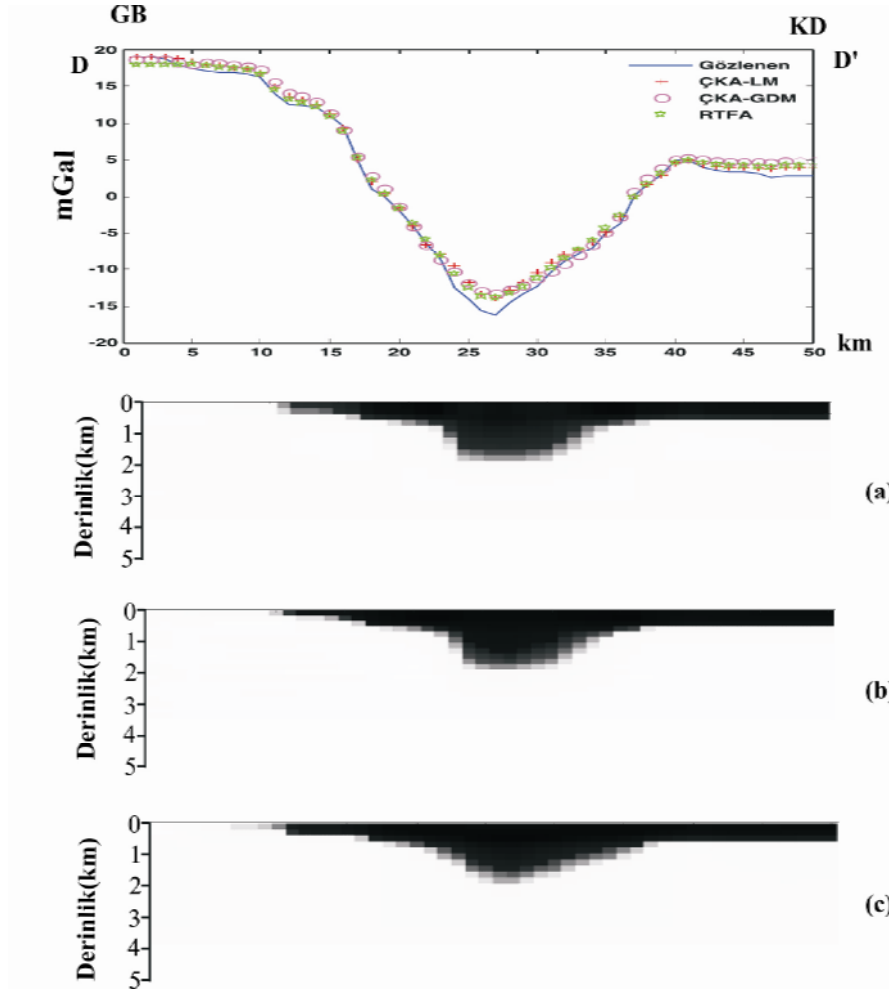 GB
KD
D
D'
mGal
20
15
10
5
0
-5
-10
-15
-20
Gözlenen
ÇKA-LM
ÇKA-GDM
RTFA
0 5 10 15 20 25 30 35 40 45 50
km
Derinlik(km)
0
1
2
3
4
5
(a)
Derinlik(km)
0
1
2
3
4
5
(b)
Derinlik(km)
0
1
2
3
4
5
(c)